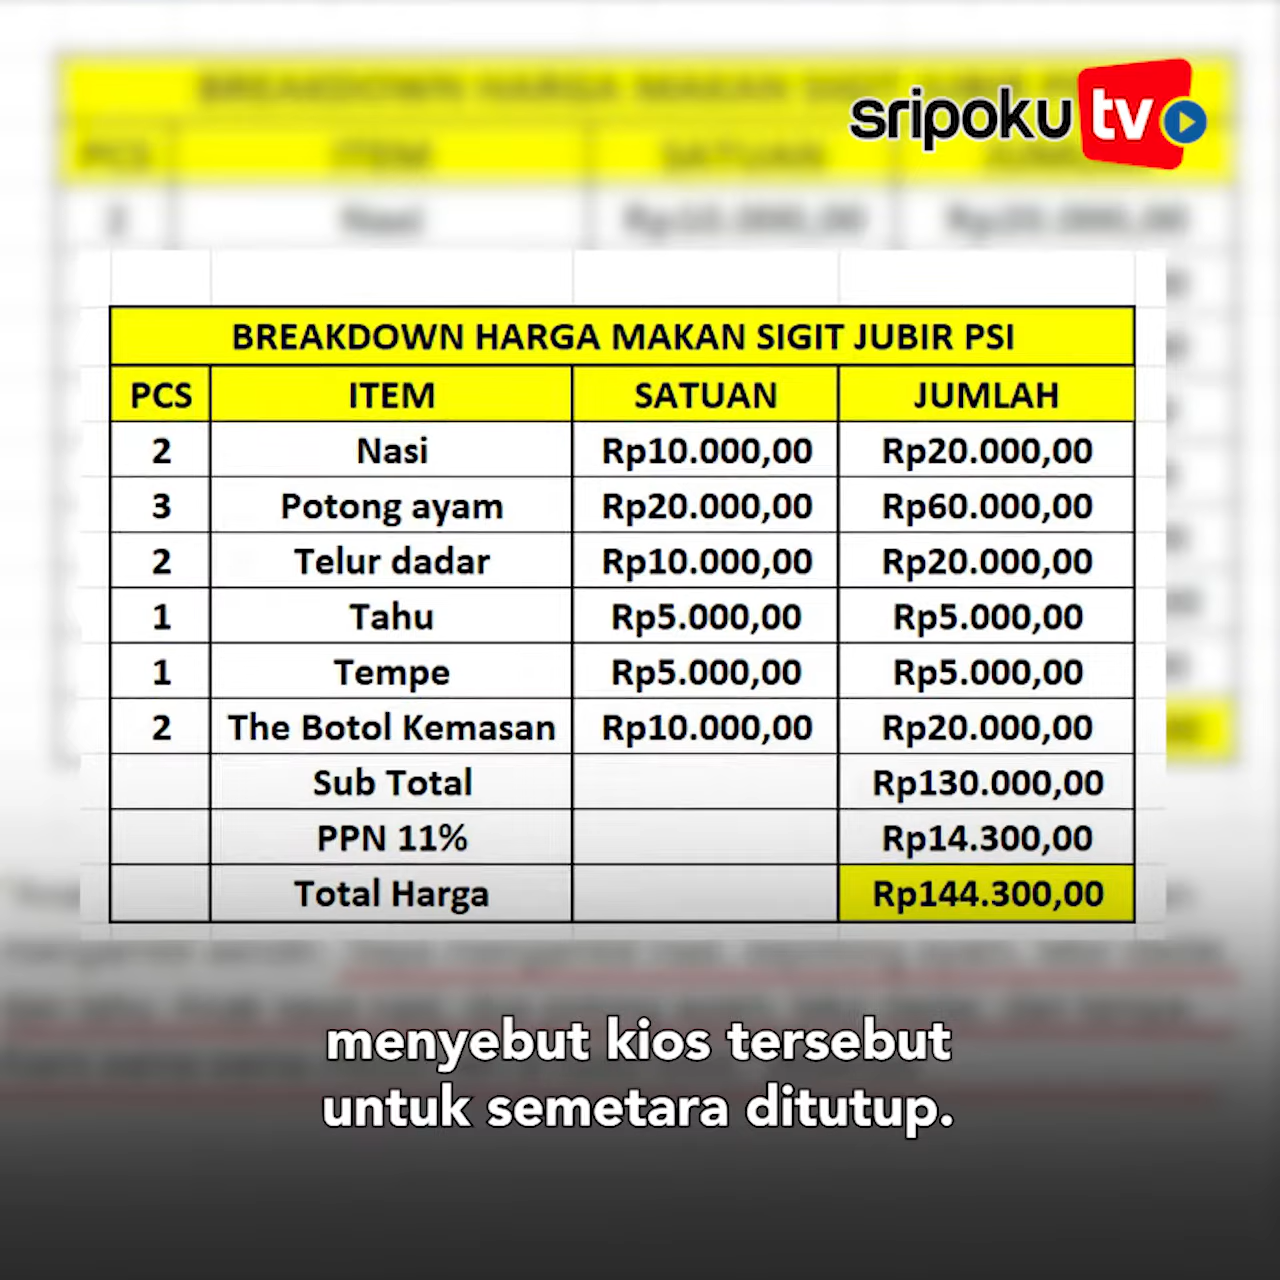 sripoku tv
BREAKDOWN HARGA MAKAN SIGIT JUBIR PSI
PCS ITEM SATUAN JUMLAH
2 Nasi Rp10.000,00 Rp20.000,00
3 Potong ayam Rp20.000,00 Rp60.000,00
2 Telur dadar Rp10.000,00 Rp20.000,00
1 Tahu Rp5.000,00 Rp5.000,00
1 Tempe Rp5.000,00 Rp5.000,00
2 The Botol Kemasan Rp10.000,00 Rp20.000,00
Sub Total Rp130.000,00
PPN 11% Rp14.300,00
Total Harga Rp144.300,00
menyebut kios tersebut
untuk semetara ditutup.